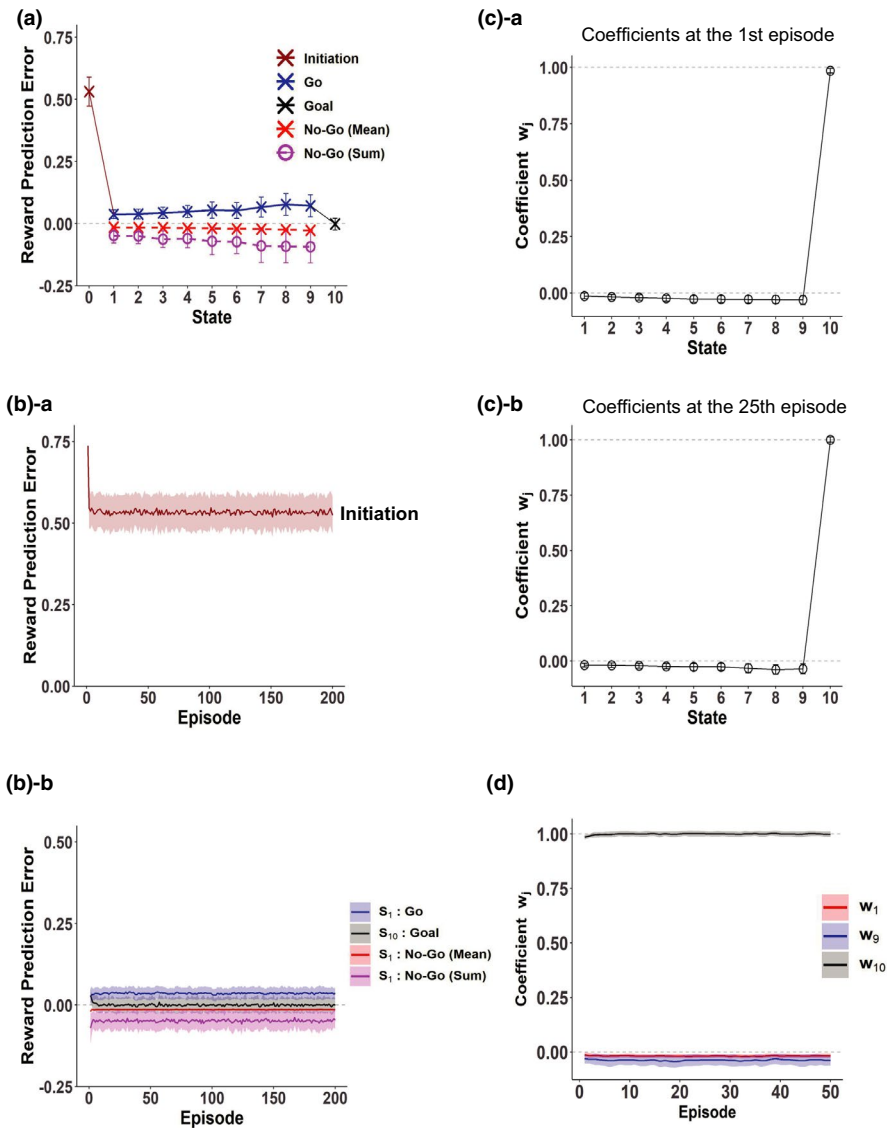 (a)
Reward Prediction Error
0.75
0.50
0.25
0.00
-0.25
0 1 2 3 4 5 6 7 8 9 10
State
Initiation
Go
Goal
No-Go (Mean)
No-Go (Sum)
(c)-a
Coefficients at the 1st episode
Coefficient wj
1.00
0.75
0.50
0.25
0.00
1 2 3 4 5 6 7 8 9 10
State
(b)-a
Reward Prediction Error
0.75
0.50
0.25
0.00
0 50 100 150 200
Episode
Initiation
(c)-b
Coefficients at the 25th episode
Coefficient wj
1.00
0.75
0.50
0.25
0.00
1 2 3 4 5 6 7 8 9 10
State
(b)-b
Reward Prediction Error
0.50
0.25
0.00
-0.25
0 50 100 150 200
Episode
S1 : Go
S10 : Goal
S1 : No-Go (Mean)
S1 : No-Go (Sum)
(d)
Coefficient wj
1.00
0.75
0.50
0.25
0.00
0 10 20 30 40 50
Episode
w1
w9
w10